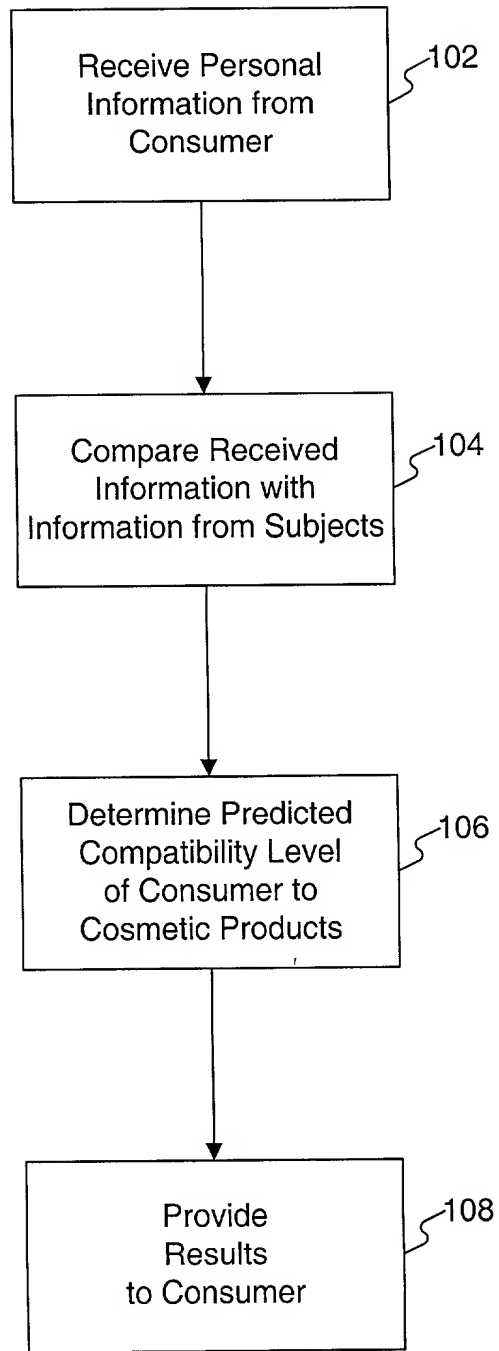 Receive Personal
Information from
Consumer
102
Compare Received
Information with
Information from Subjects
104
Determine Predicted
Compatibility Level
of Consumer to
Cosmetic Products
106
Provide
Results
to Consumer
108